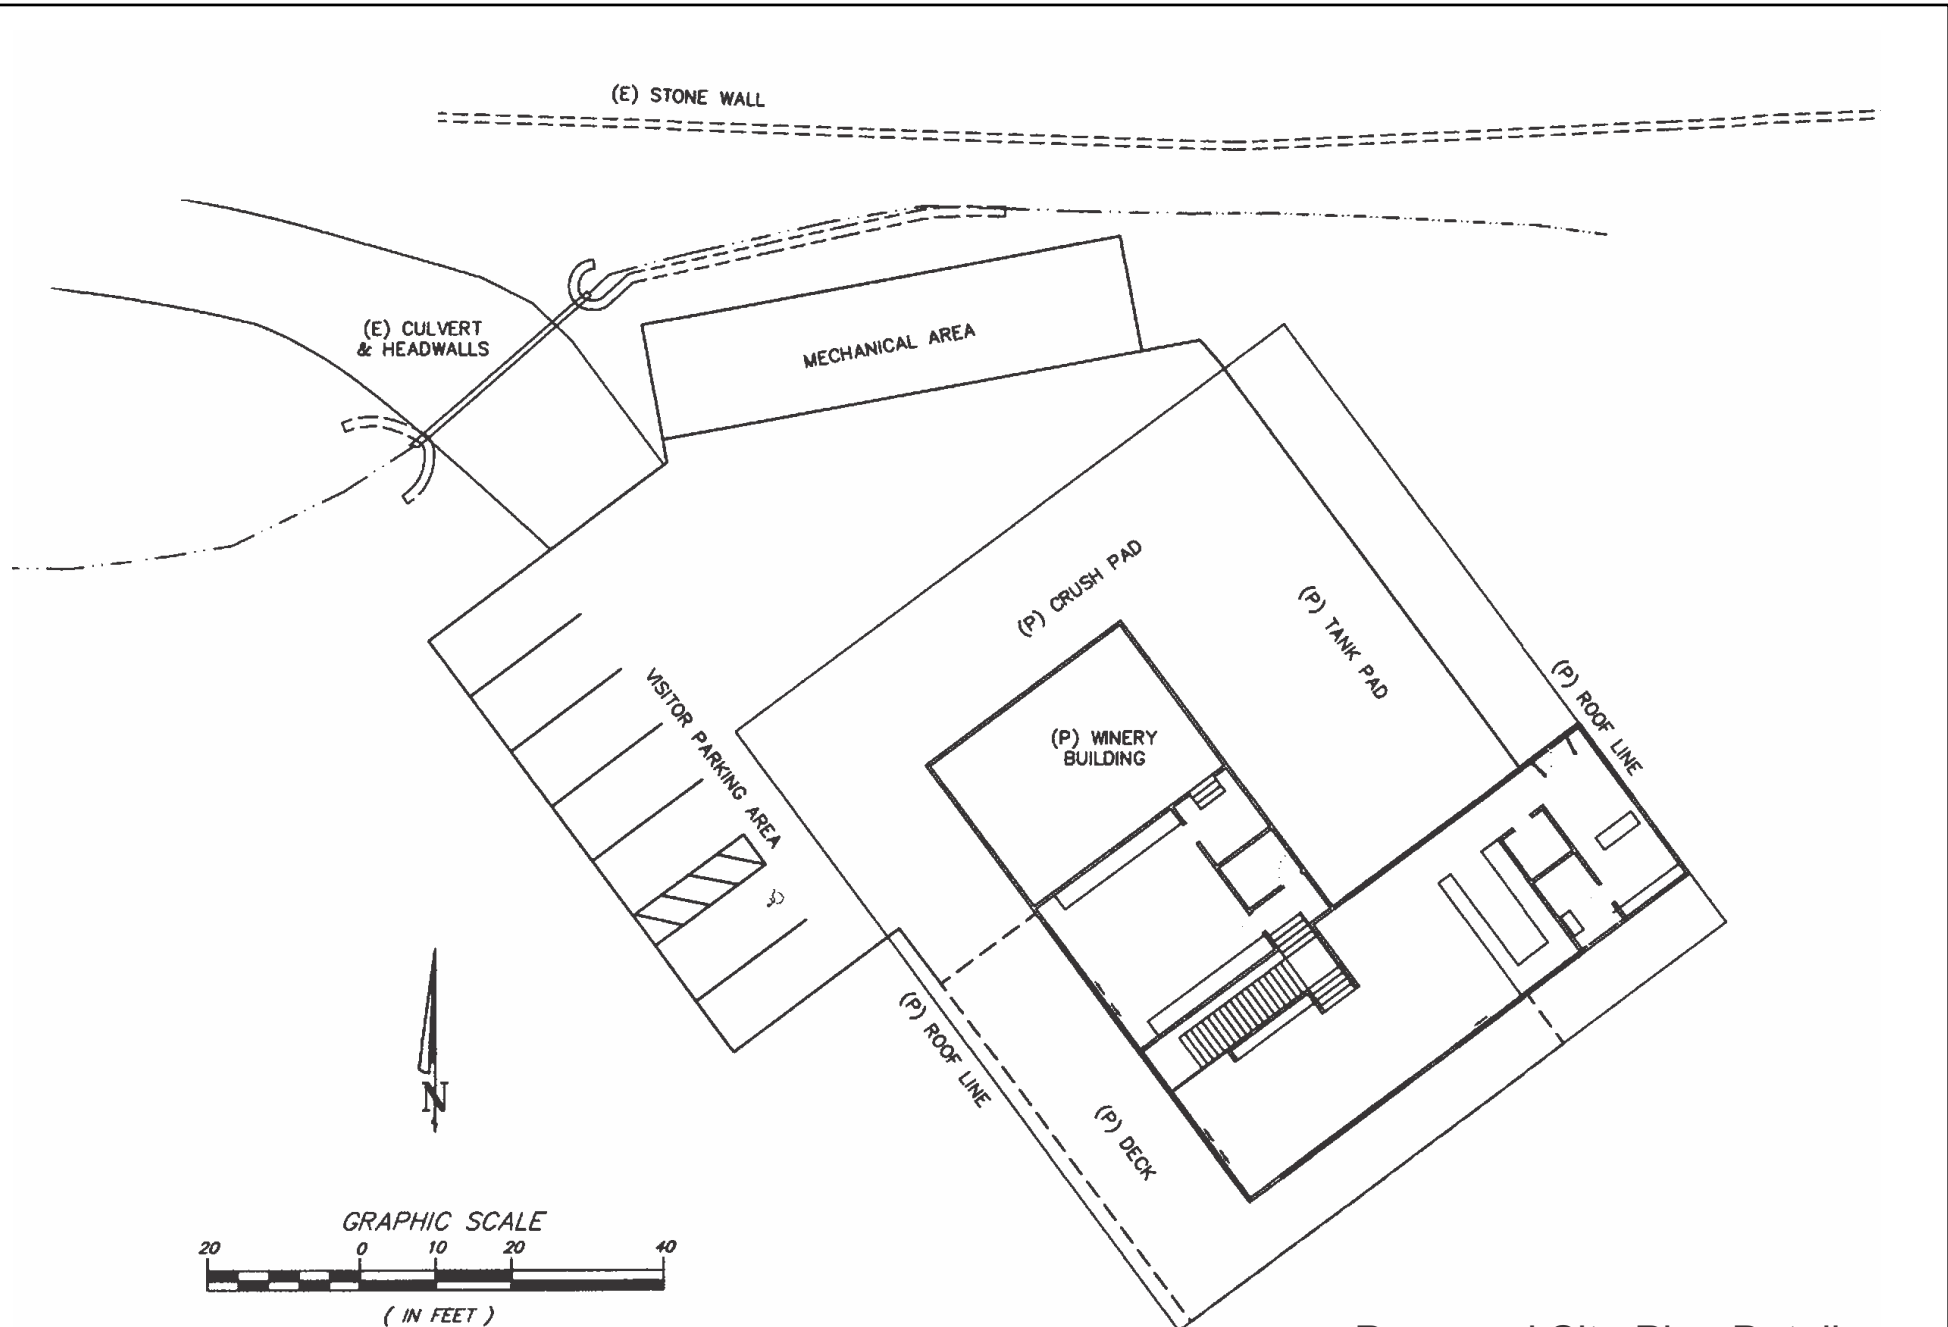 (E) STONE WALL
(E) CULVERT
& HEADWALLS
MECHANICAL AREA
(P) CRUSH PAD
(P) TANK PAD
(P) ROOF LINE
VISITOR PARKING AREA
(P) WINERY
BUILDING
(P) ROOF LINE
(P) DECK
N
GRAPHIC SCALE
20 0 10 20 40
( IN FEET )